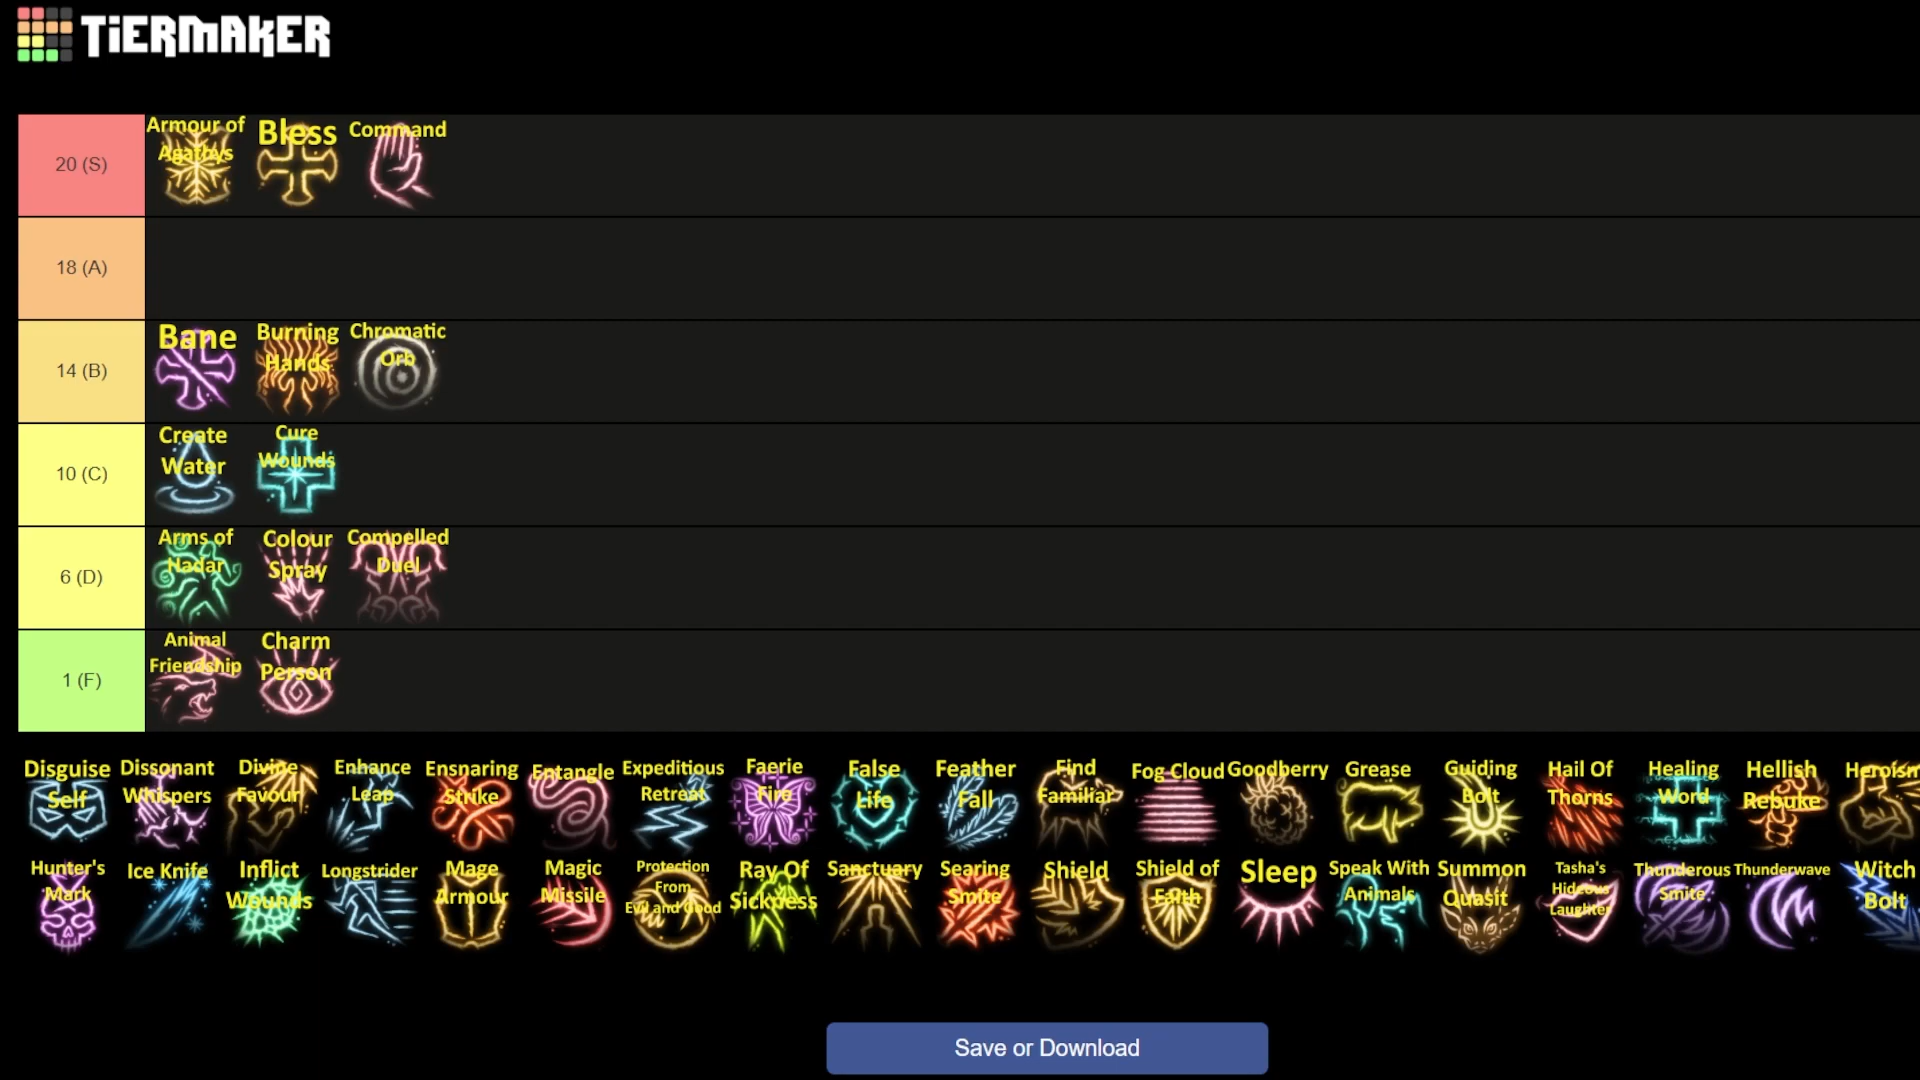 TiERMAKER
20 (S)
Armour of
Agathys
Bless
Command
18 (A)
14 (B)
Bane
Burning
Hands
Chromatic
Orb
10 (C)
Create
Water
Cure
Wounds
6 (D)
Arms of
Hadar
Colour
Spray
Compelled
Duel
1 (F)
Animal
Friendship
Charm
Person
Disguise
Self
Dissonant
Whispers
Divine
Favour
Enhance
Leap
Ensnaring
Strike
Entangle
Expeditious
Retreat
Faerie
Fire
False
Life
Feather
Fall
Find
Familiar
Fog Cloud
Goodberry
Grease
Guiding
Bolt
Hail Of
Thorns
Healing
Word
Hellish
Rebuke
Heroism
Hunter's
Mark
Ice Knife
Inflict
Wounds
Longstrider
Mage
Armour
Magic
Missile
Protection
From
Evil and Good
Ray Of
Sickness
Sanctuary
Searing
Smite
Shield
Shield of
Faith
Sleep
Speak With
Animals
Summon
Quasit
Tasha's
Hideous
Laughter
Thunderous
Smite
Thunderwave
Witch
Bolt
Save or Download